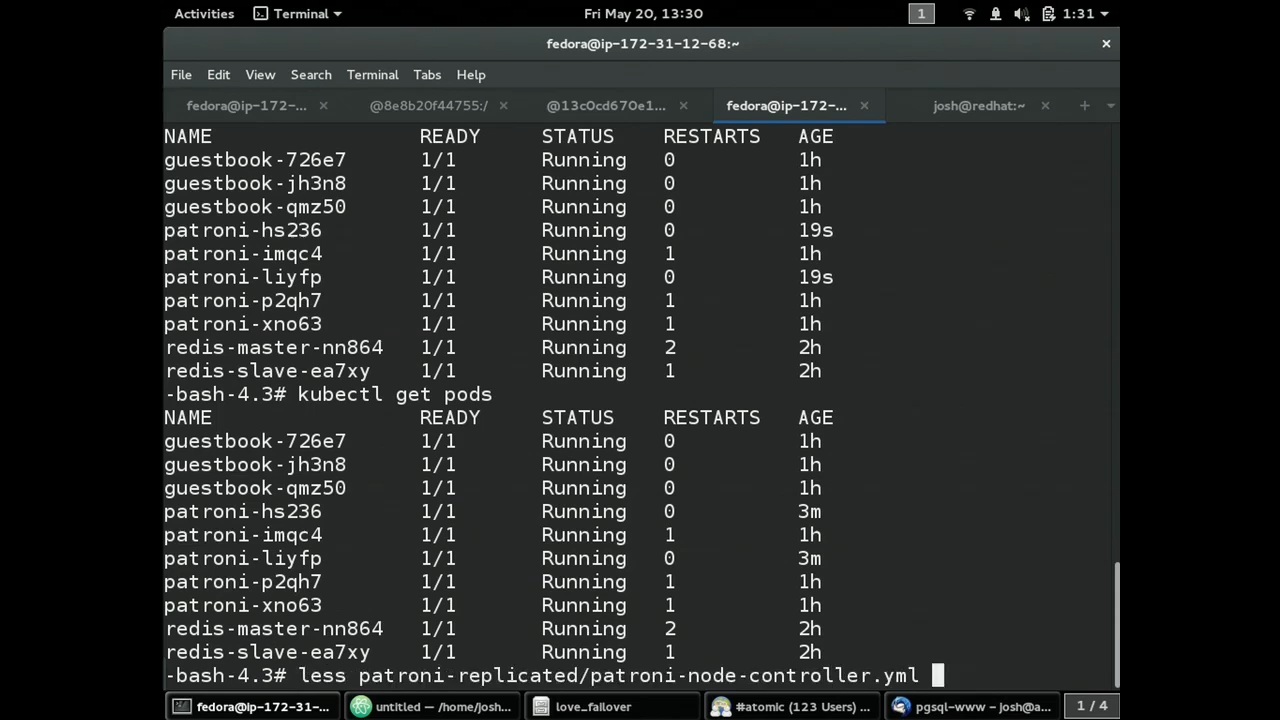 Activities Terminal Fri May 20, 13:30 1 1:31
fedora@ip-172-31-12-68:~
File Edit View Search Terminal Tabs Help
fedora@ip-172-... @8e8b20f44755:/ @13c0cd670e1... fedora@ip-172-... josh@redhat:~
NAME READY STATUS RESTARTS AGE
guestbook-726e7 1/1 Running 0 1h
guestbook-jh3n8 1/1 Running 0 1h
guestbook-qmz50 1/1 Running 0 1h
patroni-hs236 1/1 Running 0 19s
patroni-imqc4 1/1 Running 1 1h
patroni-liyfp 1/1 Running 0 19s
patroni-p2qh7 1/1 Running 1 1h
patroni-xno63 1/1 Running 1 1h
redis-master-nn864 1/1 Running 2 2h
redis-slave-ea7xy 1/1 Running 1 2h
-bash-4.3# kubectl get pods
NAME READY STATUS RESTARTS AGE
guestbook-726e7 1/1 Running 0 1h
guestbook-jh3n8 1/1 Running 0 1h
guestbook-qmz50 1/1 Running 0 1h
patroni-hs236 1/1 Running 0 3m
patroni-imqc4 1/1 Running 1 1h
patroni-liyfp 1/1 Running 0 3m
patroni-p2qh7 1/1 Running 1 1h
patroni-xno63 1/1 Running 1 1h
redis-master-nn864 1/1 Running 2 2h
redis-slave-ea7xy 1/1 Running 1 2h
-bash-4.3# less patroni-replicated/patroni-node-controller.yml
fedora@ip-172-31-... untitled — /home/josh... love_failover #atomic (123 Users) ... pgsql-www – josh@a... 1 / 4